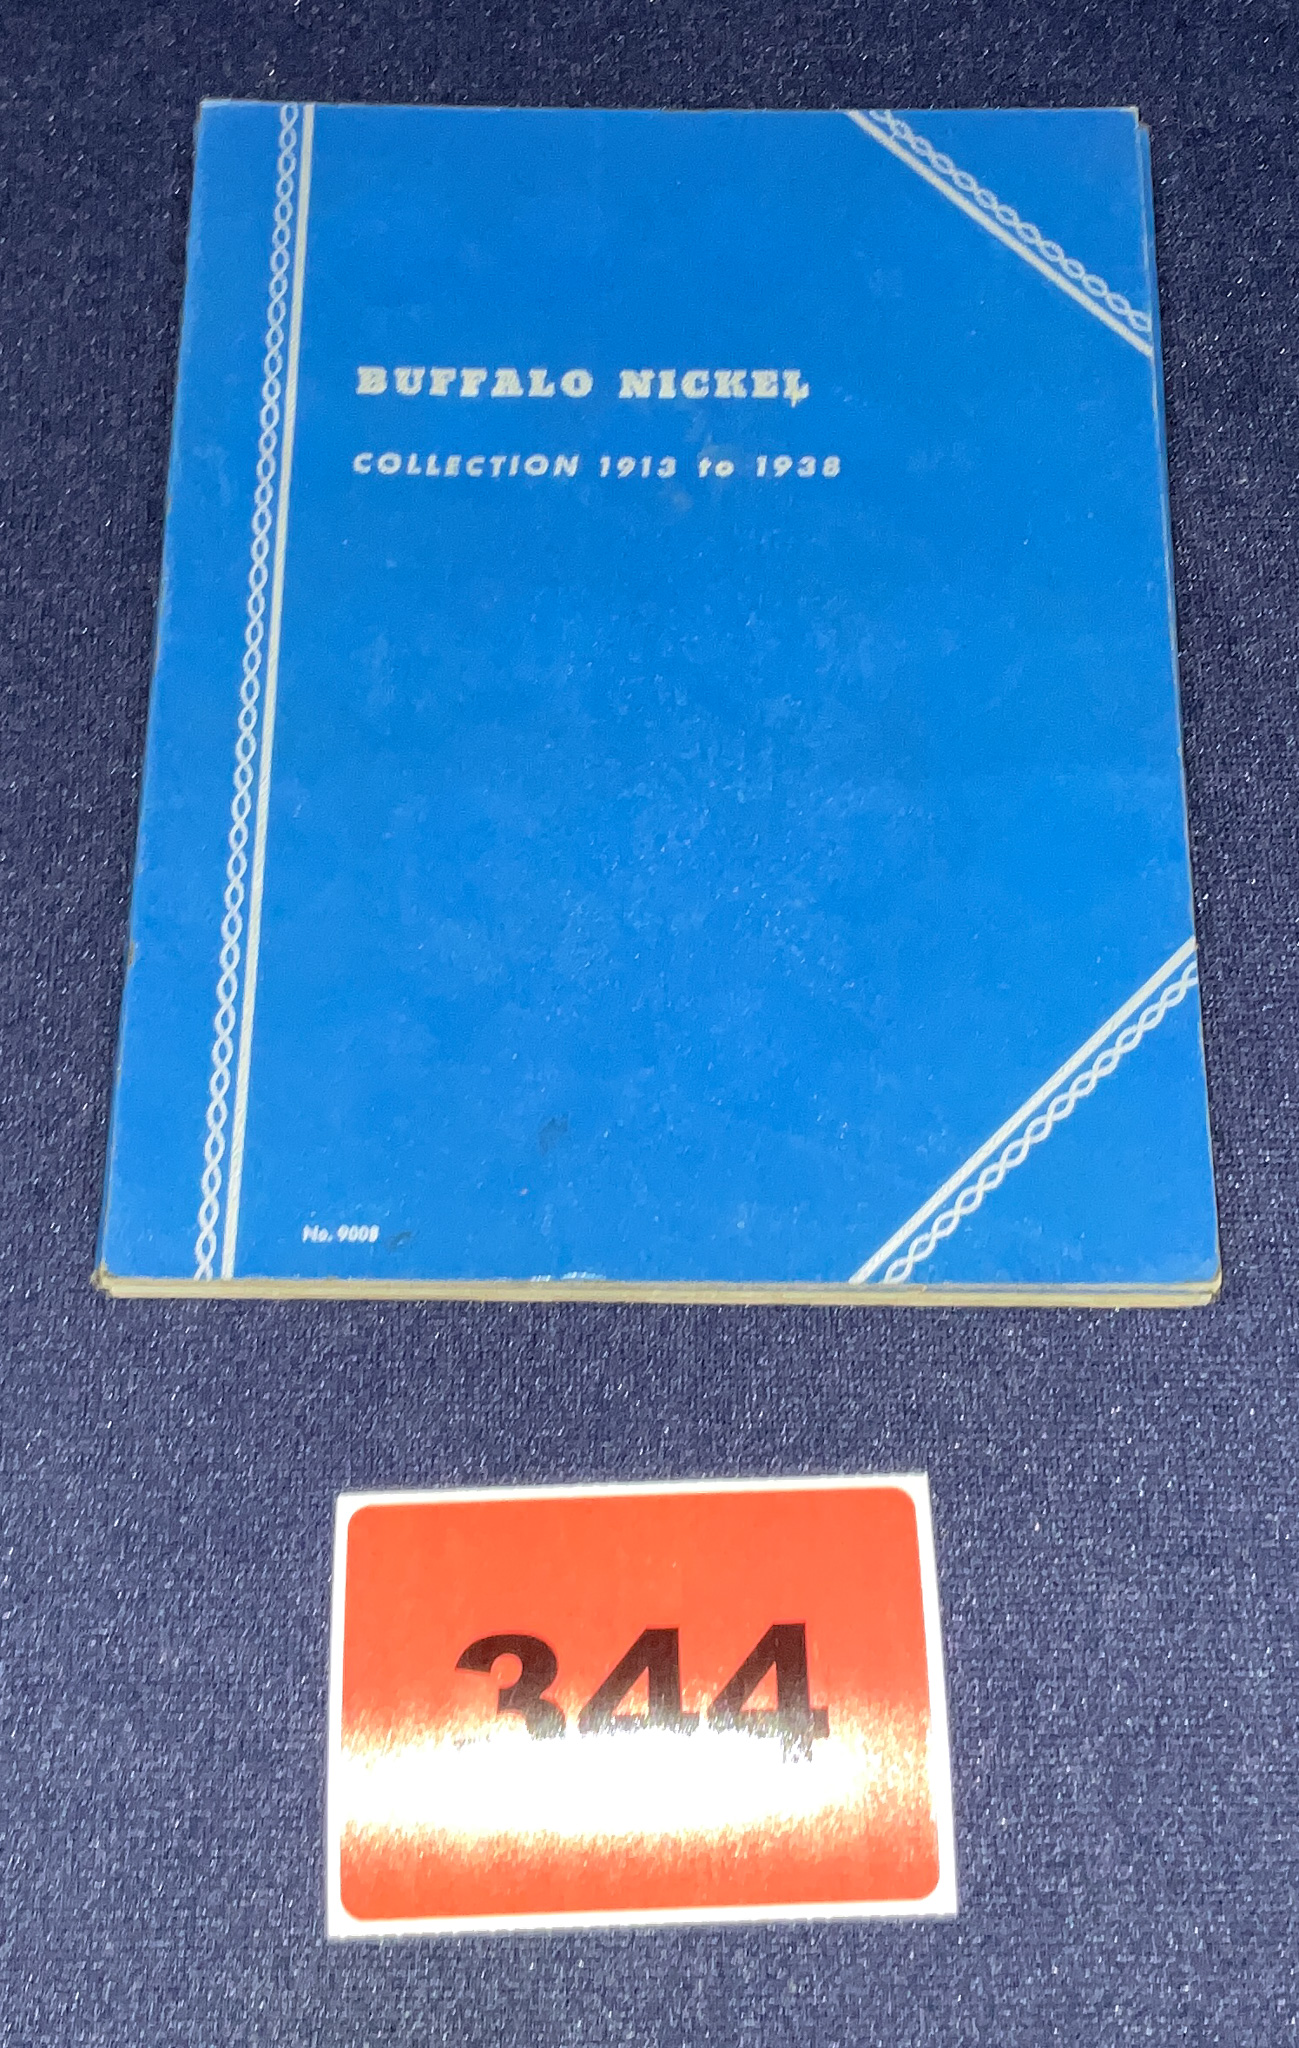 BUFFALO NICKEL
COLLECTION 1913 to 1938
No. 9008
344